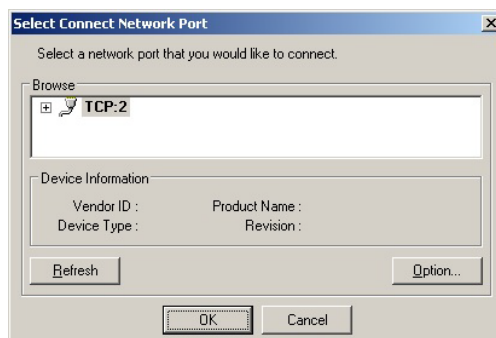 Select Connect Network Port
Select a network port that you would like to connect.
Browse
TCP:2
Device Information
Vendor ID : Product Name :
Device Type : Revision :
Refresh Option...
OK Cancel